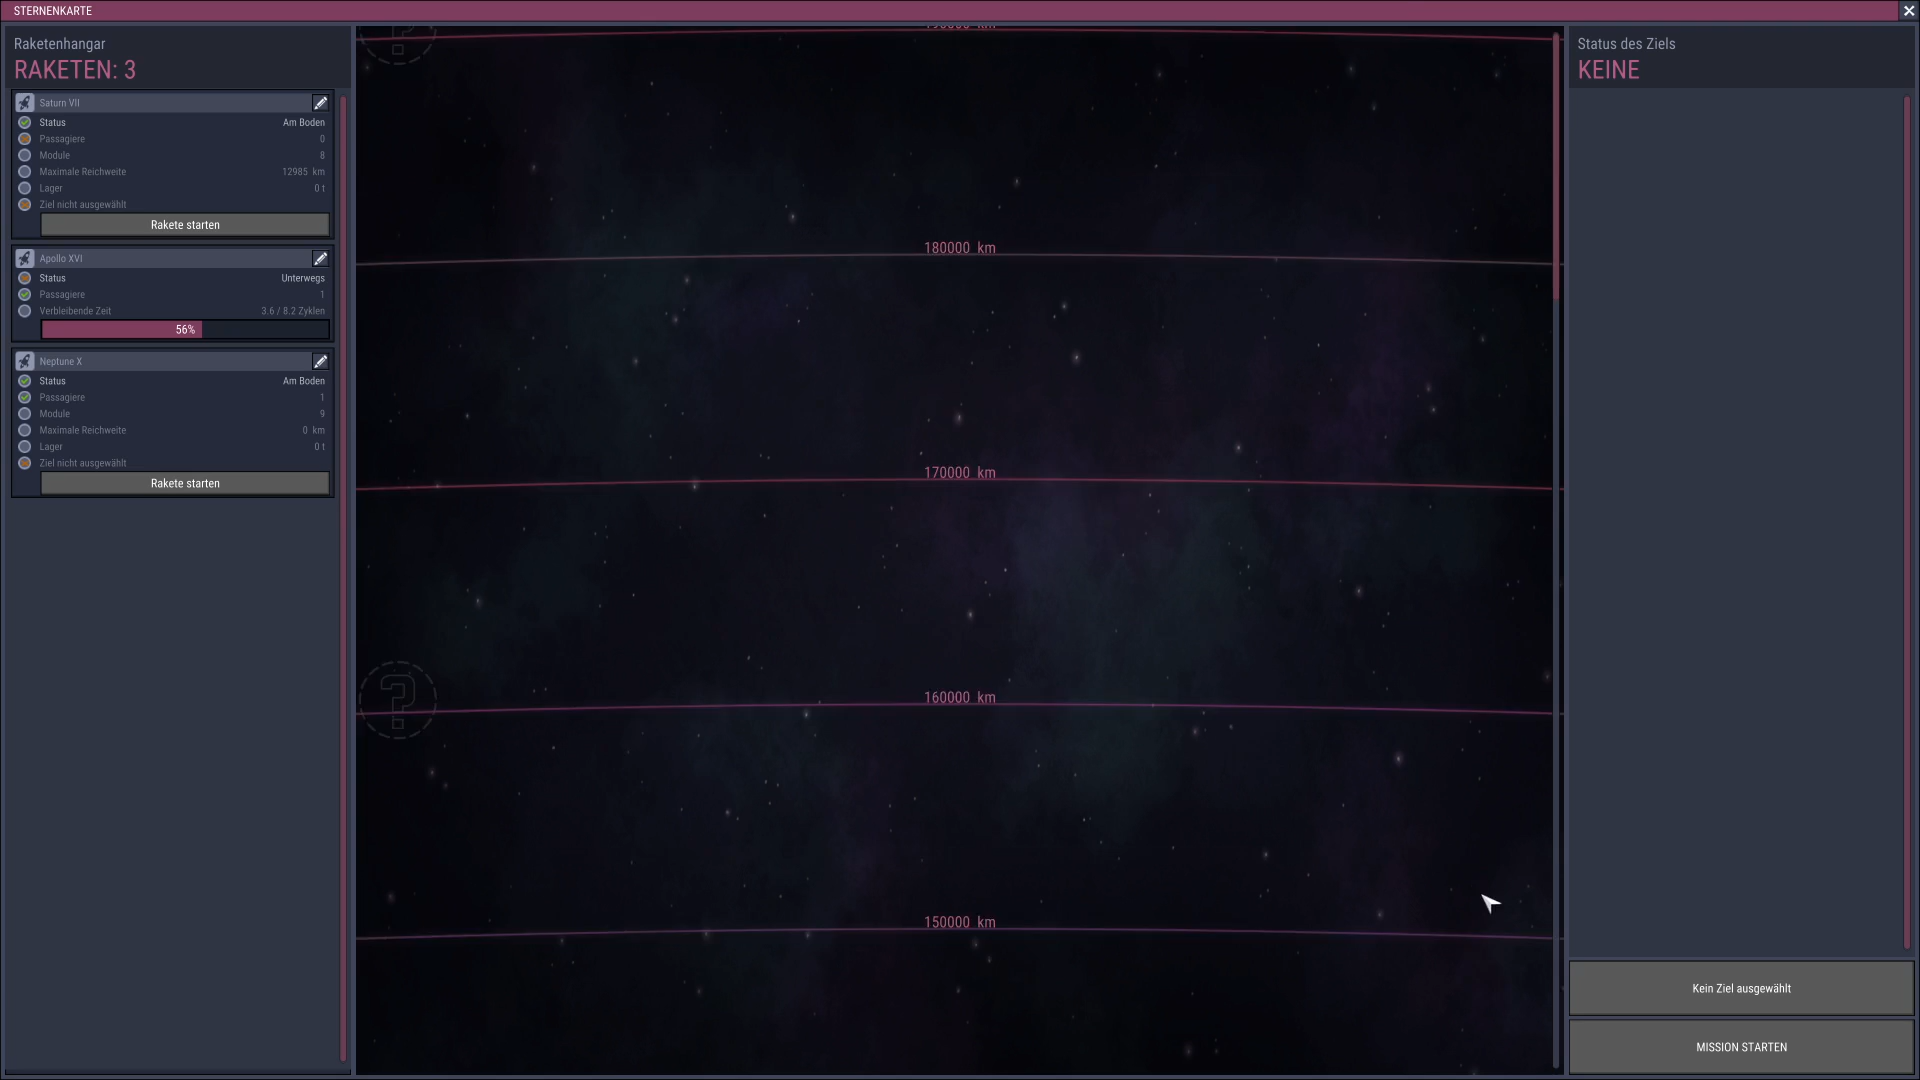 STERNENKARTE
Raketenhangar
RAKETEN: 3
Saturn VII
Status Am Boden
Passagiere 0
Module 8
Maximale Reichweite 12985 km
Lager 0 t
Ziel nicht ausgewählt
Rakete starten
Apollo XVI
Status Unterwegs
Passagiere 1
Verbleibende Zeit 3.6 / 8.2 Zyklen
56%
Neptune X
Status Am Boden
Passagiere 1
Module 9
Maximale Reichweite 0 km
Lager 0 t
Ziel nicht ausgewählt
Rakete starten
180000 km
170000 km
160000 km
150000 km
Status des Ziels
KEINE
Kein Ziel ausgewählt
MISSION STARTEN